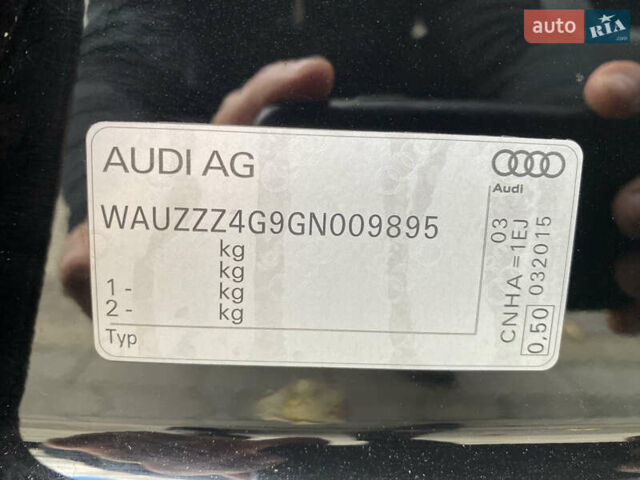 auto RIA .com
AUDI AG
Audi
WAUZZZ4G9GN009895
kg
kg
1 - kg
2 - kg
Typ
03
CNHA = 1EJ
0,50 032015